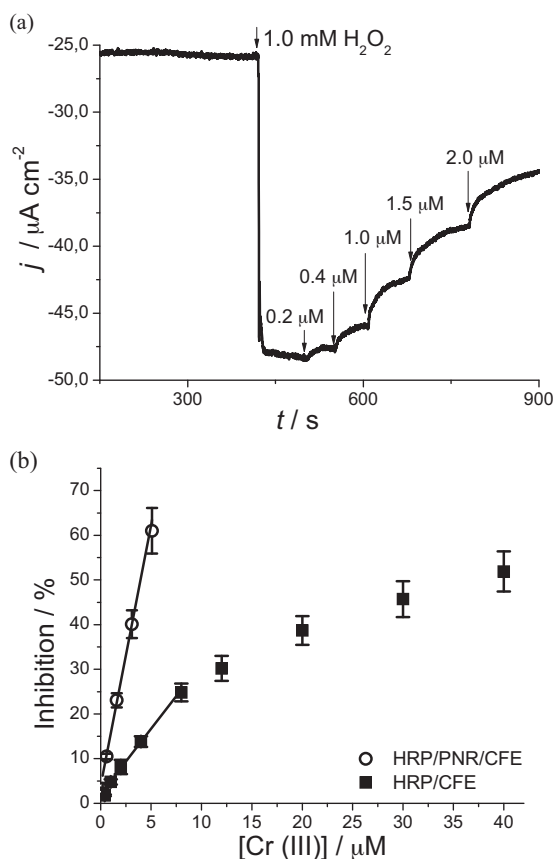 (a)
-25,0
1.0 mM H₂O₂
-30,0
-35,0
-40,0
-45,0
-50,0
j / µA cm⁻²
0.2 µM
0.4 µM
1.0 µM
1.5 µM
2.0 µM
300
600
900
t / s
(b)
70
60
50
40
30
20
10
0
Inhibition / %
HRP/PNR/CFE
HRP/CFE
0
5
10
15
20
25
30
35
40
[Cr (III)] / µM